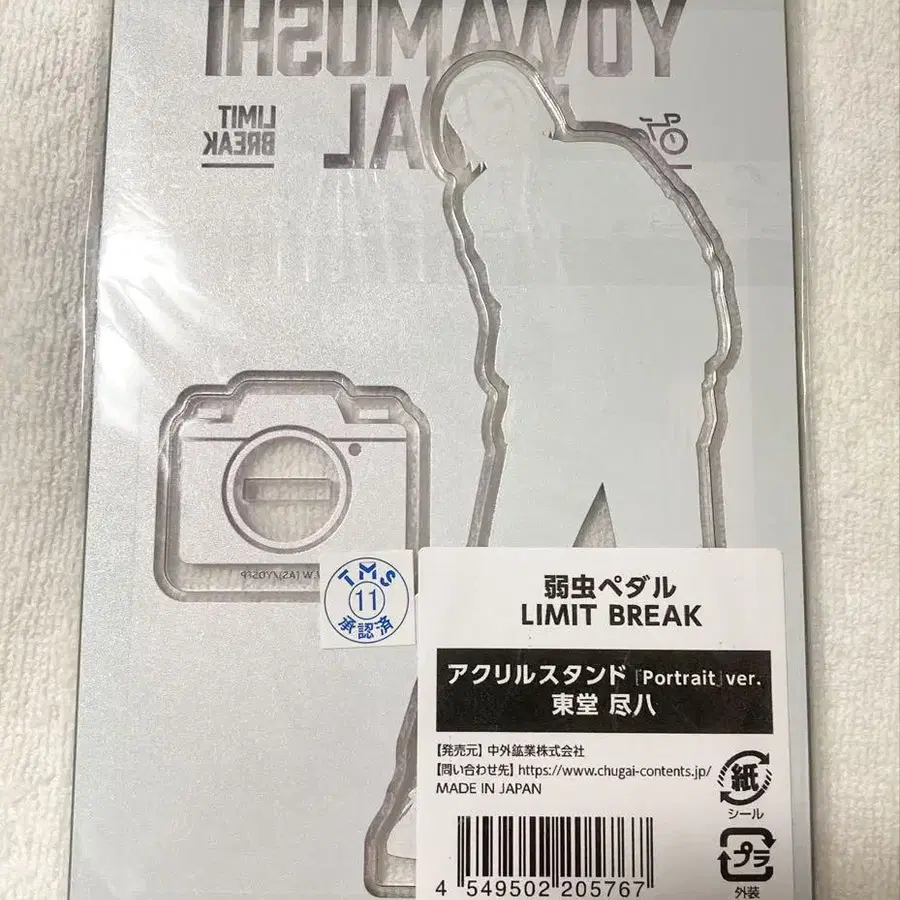 YOWAMUSHI
LIMIT
BREAK
TMS
11
承認済
弱虫ペダル
LIMIT BREAK
アクリルスタンド『Portrait』ver.
東堂 尽八
【発売元】中外鉱業株式会社
【問い合わせ先】https://www.chugai-contents.jp/
MADE IN JAPAN
紙
シール
プラ
外装
4 549502 205767